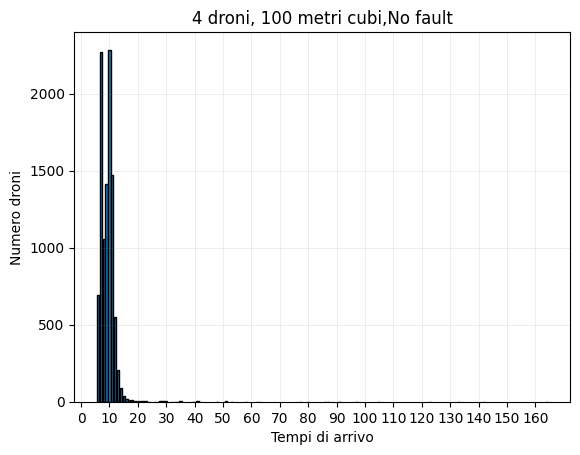 4 droni, 100 metri cubi,No fault
Numero droni
2000
1500
1000
500
0
0 10 20 30 40 50 60 70 80 90 100 110 120 130 140 150 160
Tempi di arrivo